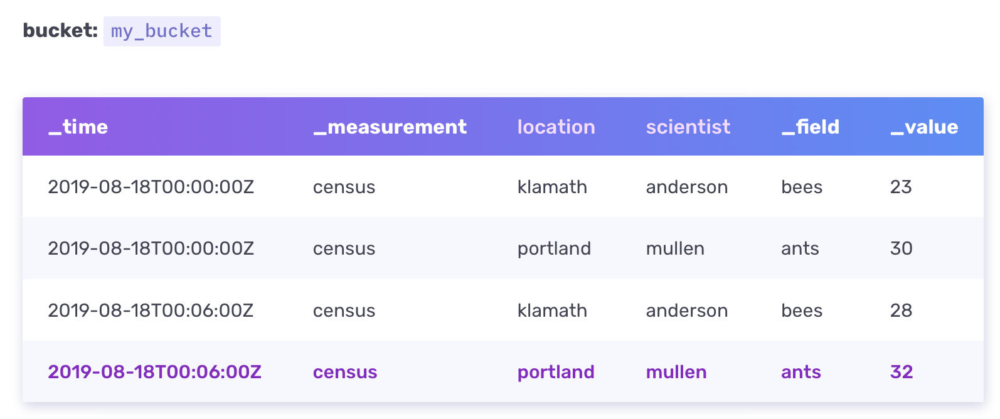 bucket: my_bucket
_time _measurement location scientist _field _value
2019-08-18T00:00:00Z census klamath anderson bees 23
2019-08-18T00:00:00Z census portland mullen ants 30
2019-08-18T00:06:00Z census klamath anderson bees 28
2019-08-18T00:06:00Z census portland mullen ants 32